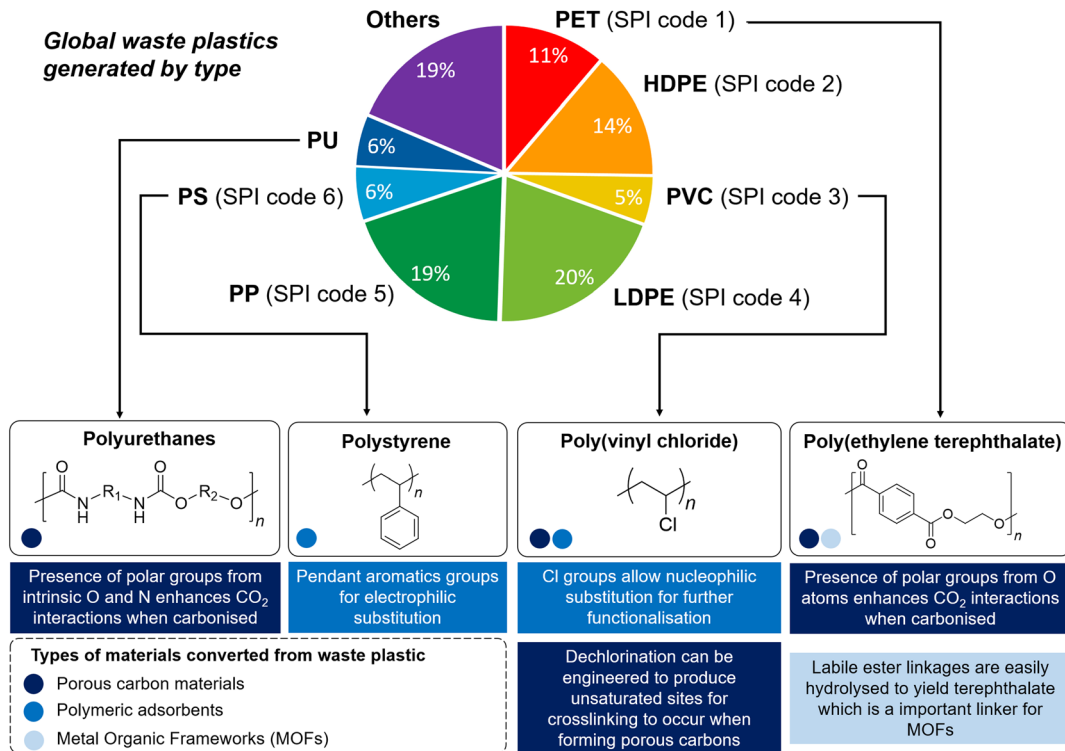 Global waste plastics
generated by type
Others
PET (SPI code 1)
19%
11%
HDPE (SPI code 2)
14%
PU
6%
PS (SPI code 6)
6%
5%
PVC (SPI code 3)
19%
20%
PP (SPI code 5)
LDPE (SPI code 4)
Polyurethanes
O
N
H
R1
N
H
O
O
R2
O
n
Polystyrene
n
Poly(vinyl chloride)
n
Cl
Poly(ethylene terephthalate)
O
O
O
O
n
Presence of polar groups from
intrinsic O and N enhances CO2
interactions when carbonised
Pendant aromatics groups
for electrophilic
substitution
Cl groups allow nucleophilic
substitution for further
functionalisation
Presence of polar groups from O
atoms enhances CO2 interactions
when carbonised
Types of materials converted from waste plastic
Porous carbon materials
Polymeric adsorbents
Metal Organic Frameworks (MOFs)
Dechlorination can be
engineered to produce
unsaturated sites for
crosslinking to occur when
forming porous carbons
Labile ester linkages are easily
hydrolysed to yield terephthalate
which is a important linker for
MOFs